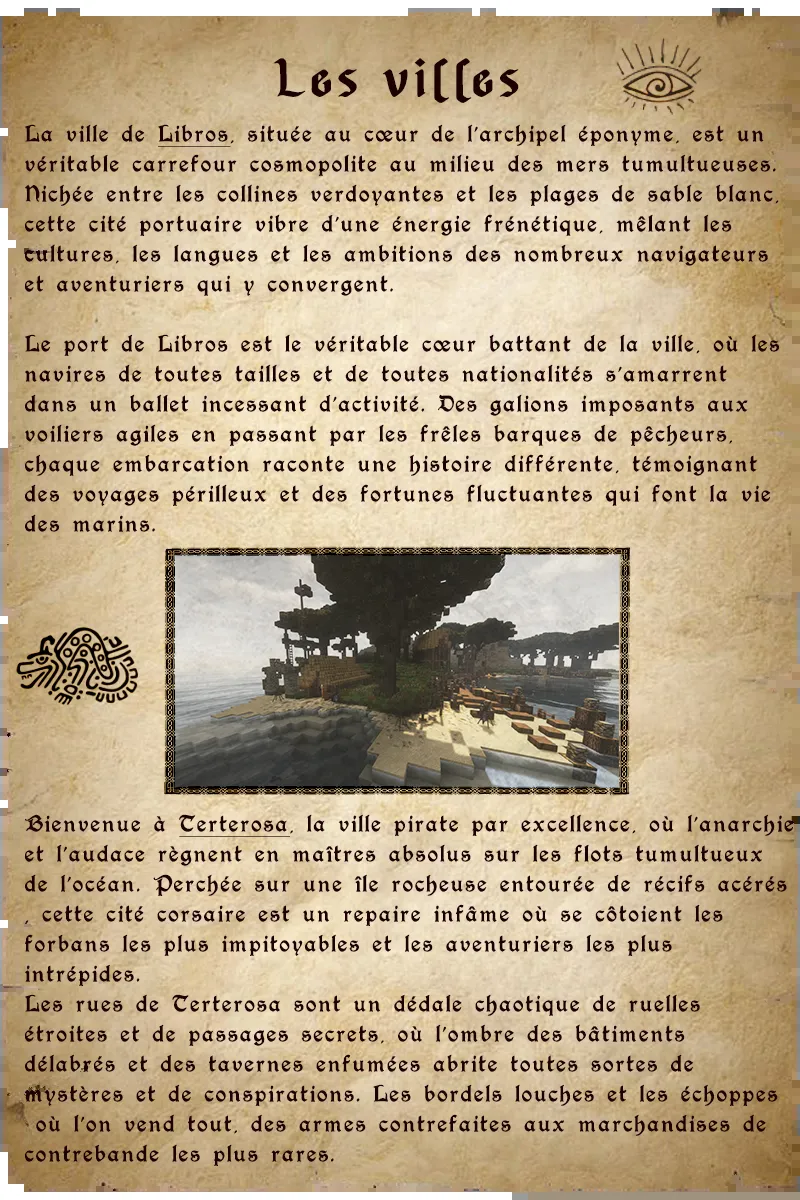 Les villes
La ville de Libros, située au cœur de l'archipel éponyme, est un
véritable carrefour cosmopolite au milieu des mers tumultueuses.
Nichée entre les collines verdoyantes et les plages de sable blanc,
cette cité portuaire vibre d'une énergie frénétique, mêlant les
cultures, les langues et les ambitions des nombreux navigateurs
et aventuriers qui y convergent.
Le port de Libros est le véritable cœur battant de la ville, où les
navires de toutes tailles et de toutes nationalités s'amarrent
dans un ballet incessant d'activité. Des galions imposants aux
voiliers agiles en passant par les frêles barques de pêcheurs,
chaque embarcation raconte une histoire différente, témoignant
des voyages périlleux et des fortunes fluctuantes qui font la vie
des marins.
Bienvenue à Terterosa, la ville pirate par excellence, où l'anarchie
et l'audace règnent en maîtres absolus sur les flots tumultueux
de l'océan. Perchée sur une île rocheuse entourée de récifs acérés
, cette cité corsaire est un repaire infâme où se côtoient les
forbans les plus impitoyables et les aventuriers les plus
intrépides.
Les rues de Terterosa sont un dédale chaotique de ruelles
étroites et de passages secrets, où l'ombre des bâtiments
délabrés et des tavernes enfumées abrite toutes sortes de
mystères et de conspirations. Les bordels louches et les échoppes
où l'on vend tout, des armes contrefaites aux marchandises de
contrebande les plus rares.